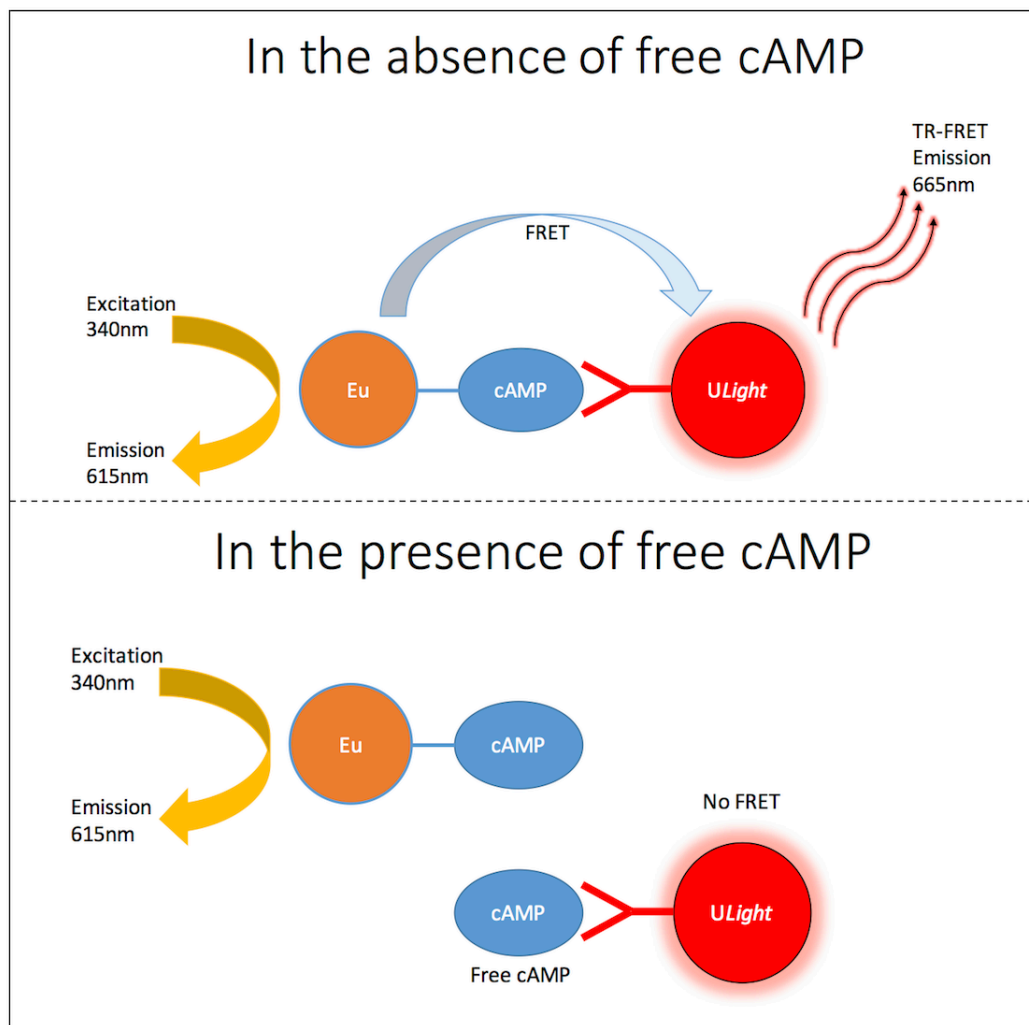 In the absence of free cAMP
TR-FRET
Emission
665nm
FRET
Excitation
340nm
Eu
cAMP
ULight
Emission
615nm
In the presence of free cAMP
Excitation
340nm
Eu
cAMP
Emission
615nm
No FRET
cAMP
ULight
Free cAMP